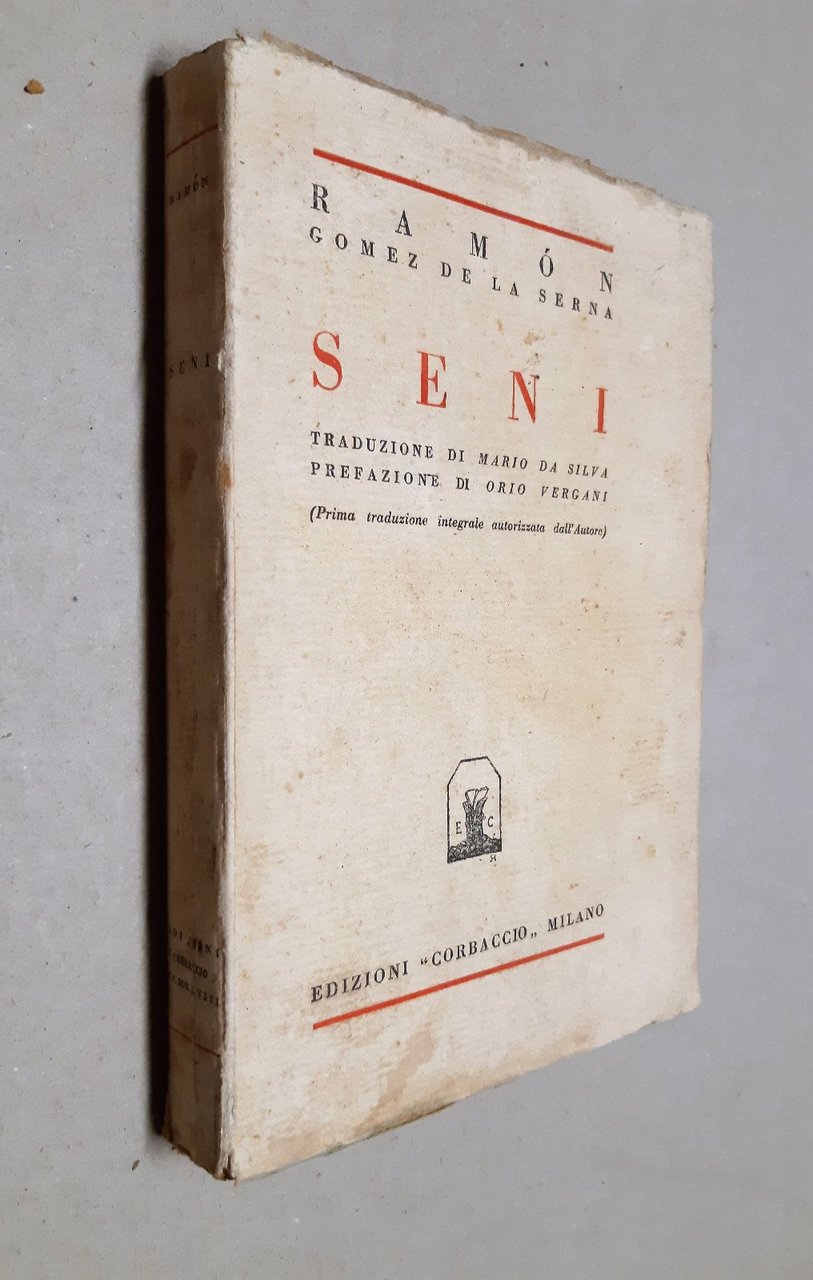 RAMÓN
GOMEZ DE LA SERNA
SENI
TRADUZIONE DI MARIO DA SILVA
PREFAZIONE DI ORIO VERGANI
(Prima traduzione integrale autorizzata dall'Autore)
E C
EDIZIONI "CORBACCIO„ MILANO
RAMÓN
SENI